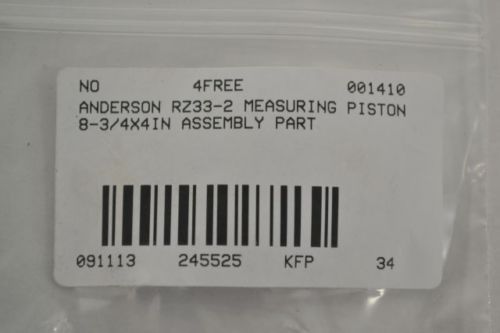 NO 4FREE 001410
ANDERSON RZ33-2 MEASURING PISTON
8-3/4X4IN ASSEMBLY PART
091113 245525 KFP 34